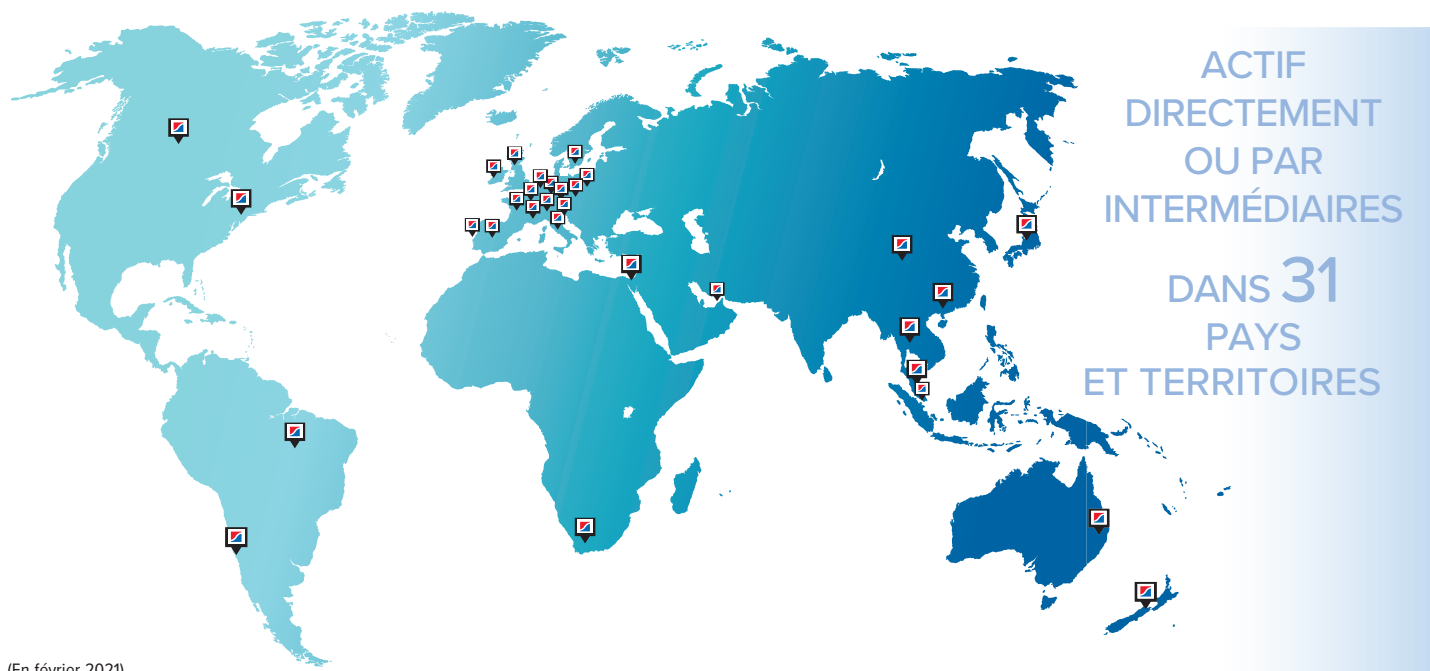 ACTIF
DIRECTEMENT
OU PAR
INTERMÉDIAIRES
DANS 31
PAYS
ET TERRITOIRES
(En février 2021)